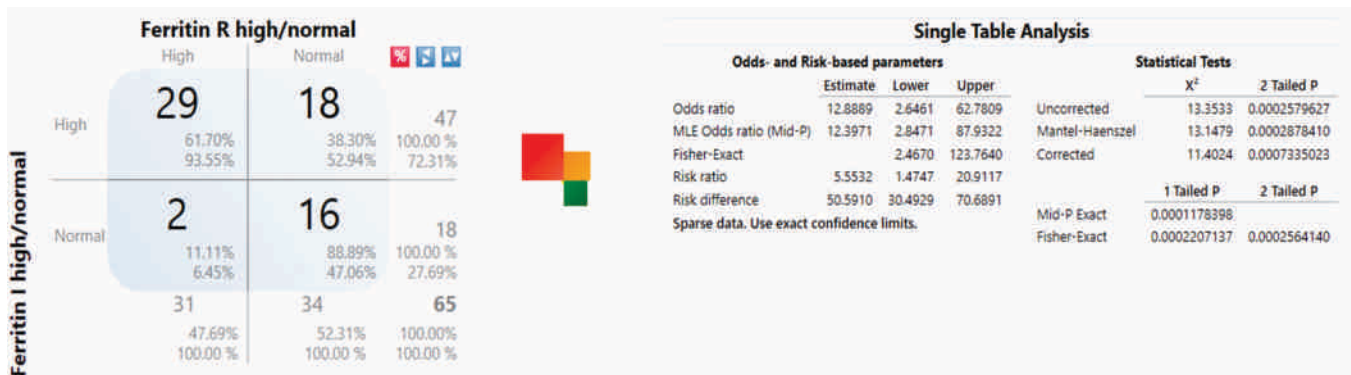 Ferritin R high/normal
High Normal %
Ferritin I high/normal
High 29 18 47
61.70% 38.30% 100.00 %
93.55% 52.94% 72.31%
Normal 2 16 18
11.11% 88.89% 100.00 %
6.45% 47.06% 27.69%
31 34 65
47.69% 52.31% 100.00%
100.00 % 100.00 % 100.00 %
Single Table Analysis
Odds- and Risk-based parameters
Estimate Lower Upper
Odds ratio 12.8889 2.6461 62.7809
MLE Odds ratio (Mid-P) 12.3971 2.8471 87.9322
Fisher-Exact 2.4670 123.7640
Risk ratio 5.5532 1.4747 20.9117
Risk difference 50.5910 30.4929 70.6891
Sparse data. Use exact confidence limits.
Statistical Tests
X² 2 Tailed P
Uncorrected 13.3533 0.0002579627
Mantel-Haenszel 13.1479 0.0002878410
Corrected 11.4024 0.0007335023
1 Tailed P 2 Tailed P
Mid-P Exact 0.0001178398
Fisher-Exact 0.0002207137 0.0002564140